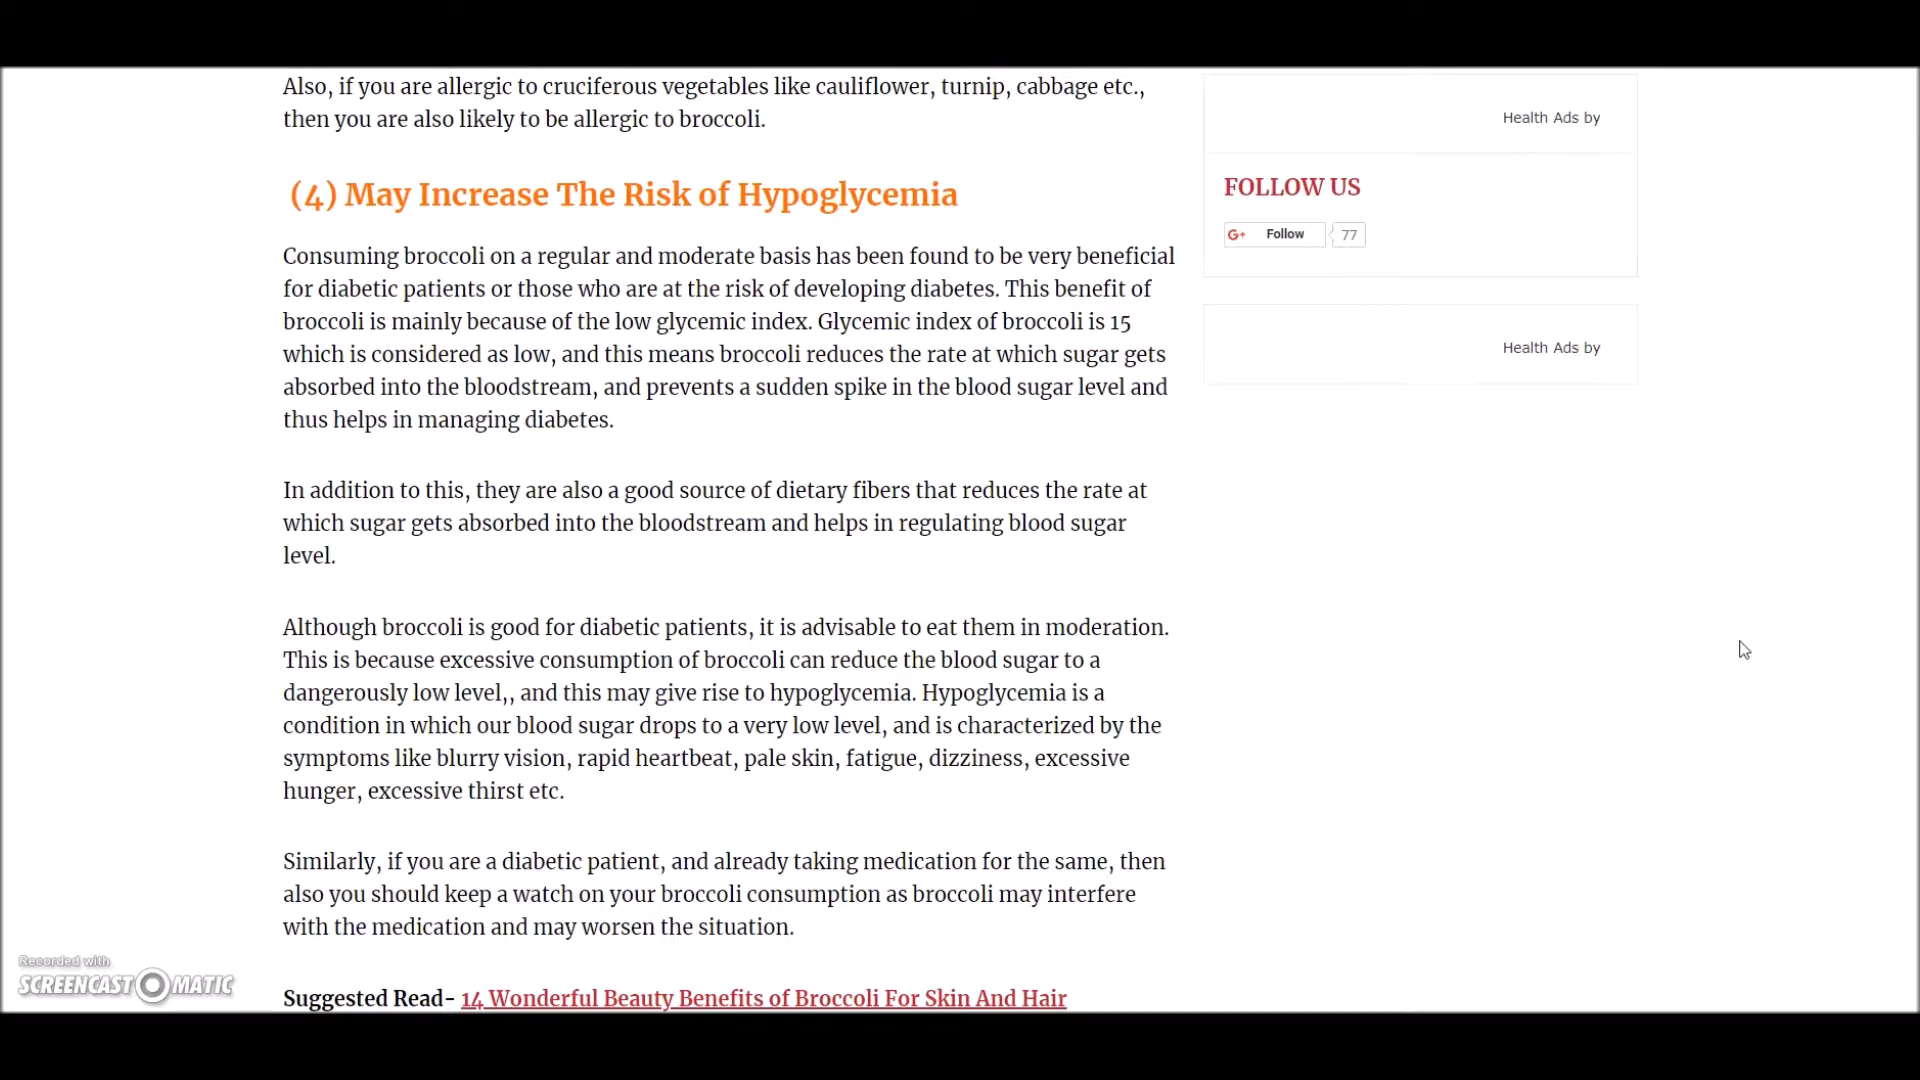 Also, if you are allergic to cruciferous vegetables like cauliflower, turnip, cabbage etc.,
then you are also likely to be allergic to broccoli.
(4) May Increase The Risk of Hypoglycemia
Consuming broccoli on a regular and moderate basis has been found to be very beneficial
for diabetic patients or those who are at the risk of developing diabetes. This benefit of
broccoli is mainly because of the low glycemic index. Glycemic index of broccoli is 15
which is considered as low, and this means broccoli reduces the rate at which sugar gets
absorbed into the bloodstream, and prevents a sudden spike in the blood sugar level and
thus helps in managing diabetes.
In addition to this, they are also a good source of dietary fibers that reduces the rate at
which sugar gets absorbed into the bloodstream and helps in regulating blood sugar
level.
Although broccoli is good for diabetic patients, it is advisable to eat them in moderation.
This is because excessive consumption of broccoli can reduce the blood sugar to a
dangerously low level,, and this may give rise to hypoglycemia. Hypoglycemia is a
condition in which our blood sugar drops to a very low level, and is characterized by the
symptoms like blurry vision, rapid heartbeat, pale skin, fatigue, dizziness, excessive
hunger, excessive thirst etc.
Similarly, if you are a diabetic patient, and already taking medication for the same, then
also you should keep a watch on your broccoli consumption as broccoli may interfere
with the medication and may worsen the situation.
Suggested Read- 14 Wonderful Beauty Benefits of Broccoli For Skin And Hair
Health Ads by
FOLLOW US
G+ Follow 77
Health Ads by
Recorded with
SCREENCAST MATIC